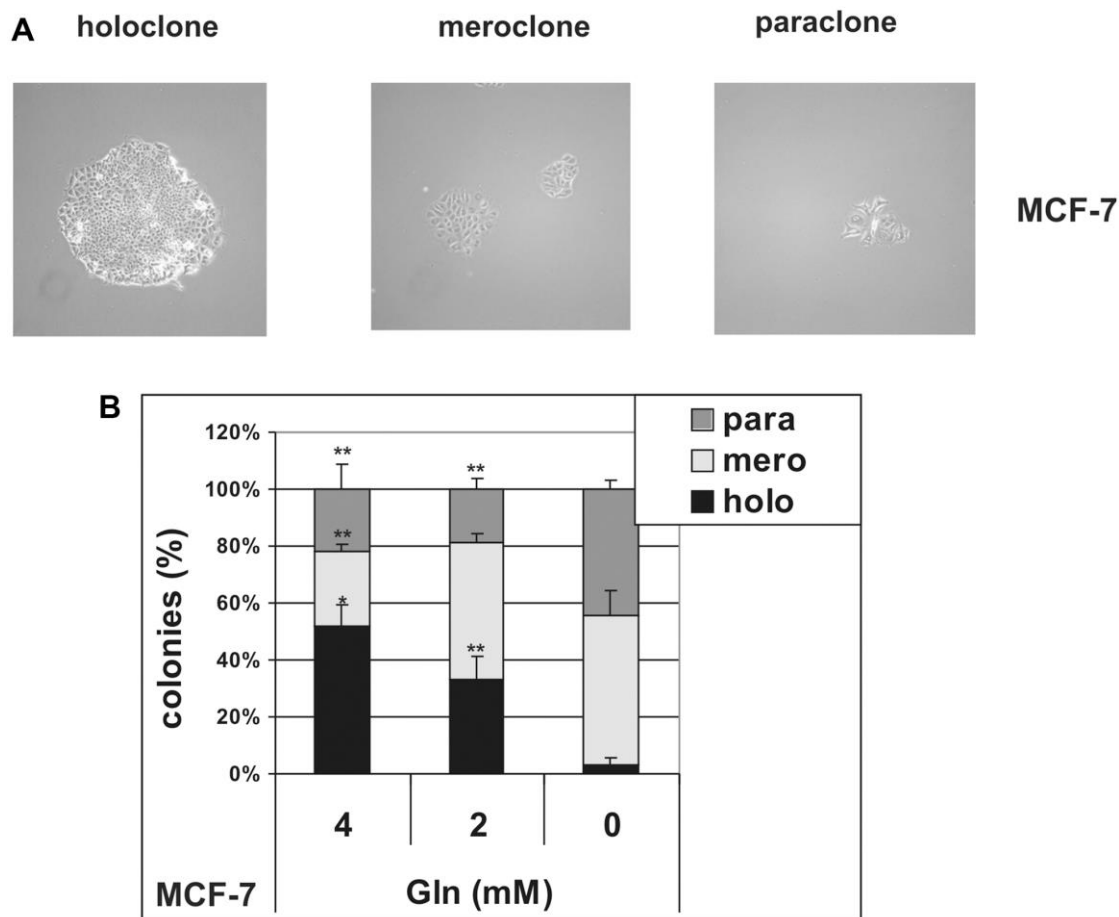 A
holoclone meroclone paraclone
MCF-7
B
para
mero
holo
120%
100%
80%
60%
40%
20%
0%
colonies (%)
** **
**
*
**
4 2 0
MCF-7 Gln (mM)